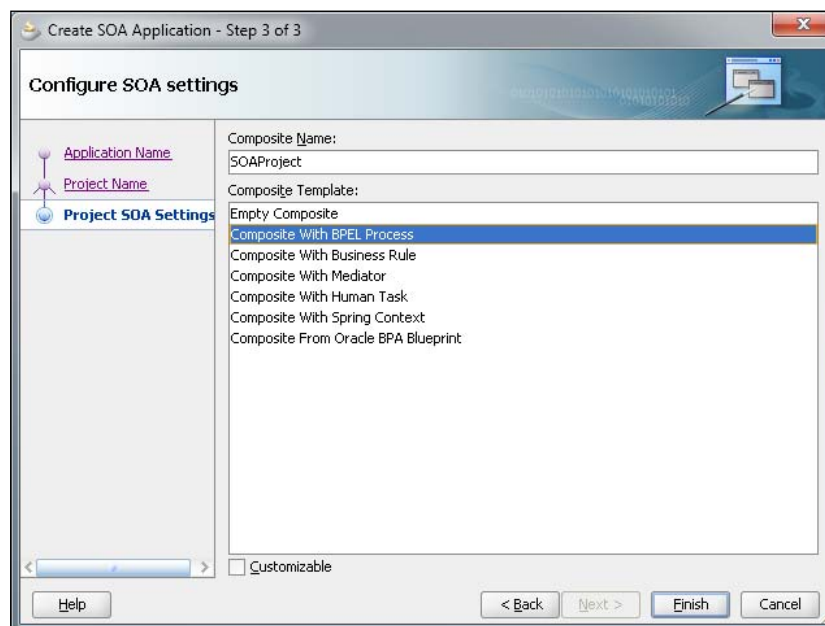 Create SOA Application - Step 3 of 3
Configure SOA settings
Application Name
Project Name
Project SOA Settings
Composite Name:
SOAProject
Composite Template:
Empty Composite
Composite With BPEL Process
Composite With Business Rule
Composite With Mediator
Composite With Human Task
Composite With Spring Context
Composite From Oracle BPA Blueprint
Customizable
Help
< Back
Next >
Finish
Cancel